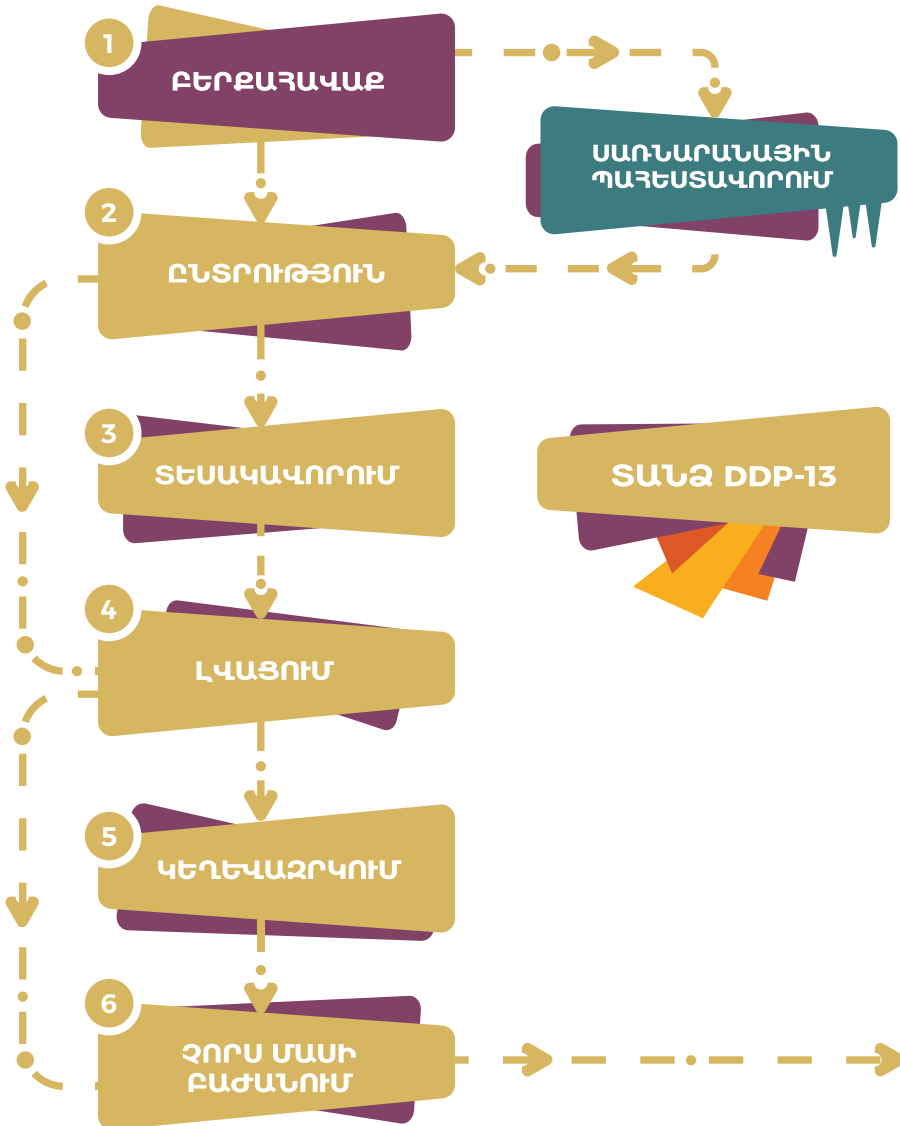 1
ԲԵՐՔԱՀԱՎԱՔ
ՍԱՌՆԱՐԱՆԱՅԻՆ
ՊԱՀԵՍՏԱՎՈՐՈՒՄ
2
ԸՆՏՐՈՒԹՅՈՒՆ
3
ՏԵՍԱԿԱՎՈՐՈՒՄ
ՏԱՆՁ DDP-13
4
ԼՎԱՑՈՒՄ
5
ԿԵՂԵՎԱԶՐԿՈՒՄ
6
ՉՈՐՍ ՄԱՍԻ
ԲԱԺԱՆՈՒՄ